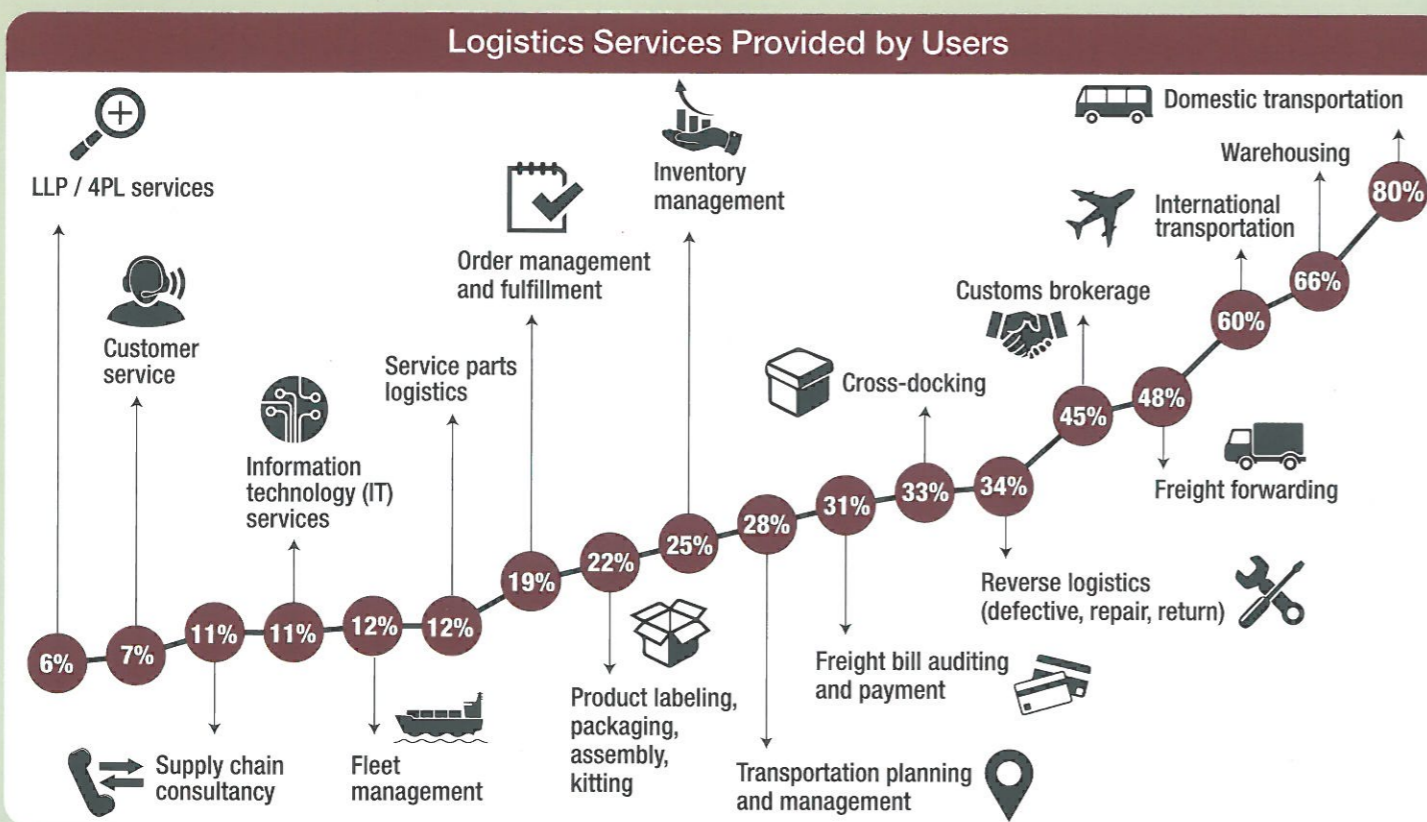 Logistics Services Provided by Users
LLP / 4PL services
6%
Customer
service
7%
11%
Supply chain
consultancy
Information
technology (IT)
services
11%
12%
Fleet
management
Service parts
logistics
12%
Order management
and fulfillment
19%
22%
Product labeling,
packaging,
assembly,
kitting
Inventory
management
25%
28%
Transportation planning
and management
31%
Freight bill auditing
and payment
Cross-docking
33%
34%
Reverse logistics
(defective, repair, return)
Customs brokerage
45%
48%
Freight forwarding
International
transportation
60%
Warehousing
66%
Domestic transportation
80%